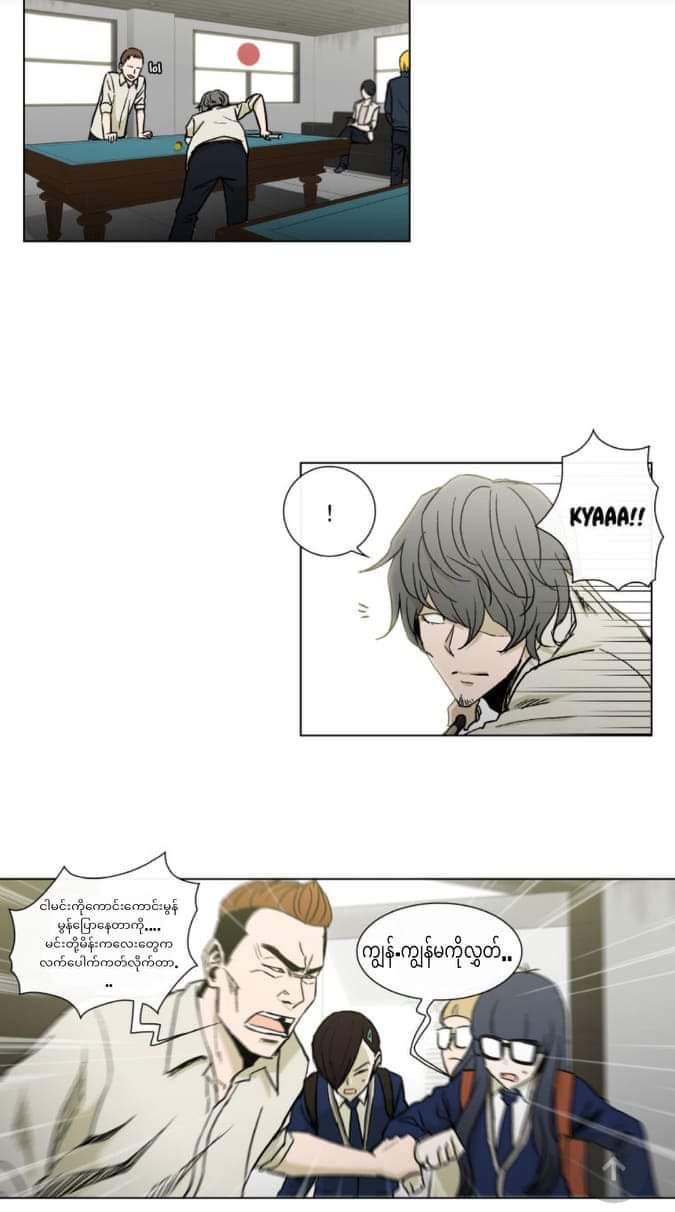 lol
!
KYAAA!!
ငါမင်းကိုကောင်းကောင်းမွန်
မွန်ပြောနေတာကို....
မင်းတို့မိန်းကလေးတွေက
လက်ပေါက်ကတ်လိုက်တာ.
..
ကျွန်-ကျွန်မကိုလွှတ်..